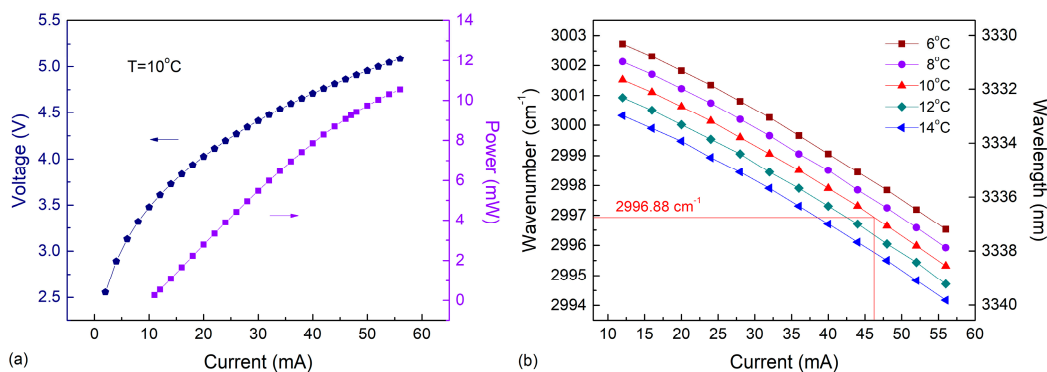 T=10°C
5.5
5.0
4.5
4.0
3.5
3.0
2.5
Voltage (V)
14
12
10
8
6
4
2
0
Power (mW)
0 10 20 30 40 50 60
Current (mA)
(a)
3003
3002
3001
3000
2999
2998
2997
2996
2995
2994
Wavenumber (cm⁻¹)
6°C
8°C
10°C
12°C
14°C
2996.88 cm⁻¹
3330
3332
3334
3336
3338
3340
Wavelength (nm)
10 15 20 25 30 35 40 45 50 55 60
Current (mA)
(b)